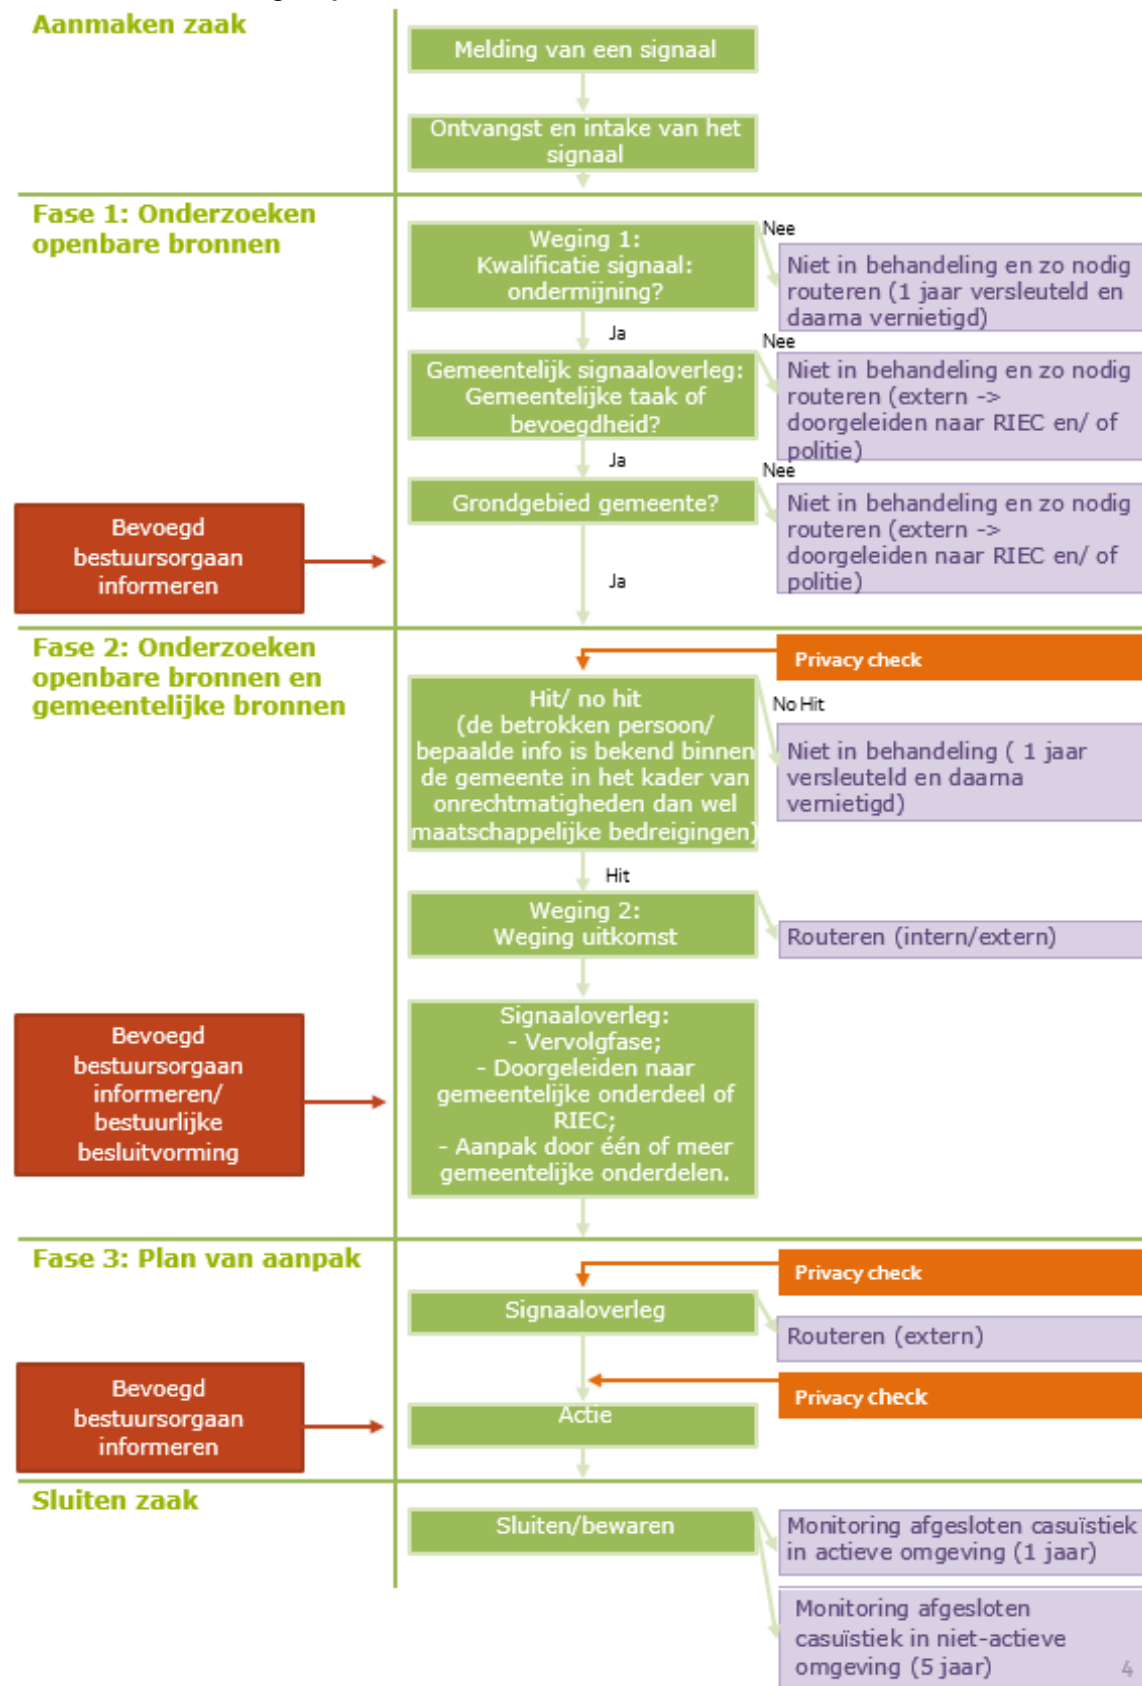 Aanmaken zaak
Melding van een signaal
Ontvangst en intake van het
signaal
Fase 1: Onderzoeken
openbare bronnen
Weging 1:
Kwalificatie signaal:
ondermijning?
Nee
Niet in behandeling en zo nodig
routeren (1 jaar versleuteld en
daarna vernietigd)
Ja
Gemeentelijk signaaloverleg:
Gemeentelijke taak of
bevoegdheid?
Nee
Niet in behandeling en zo nodig
routeren (extern ->
doorgeleiden naar RIEC en/ of
politie)
Ja
Grondgebied gemeente?
Nee
Niet in behandeling en zo nodig
routeren (extern ->
doorgeleiden naar RIEC en/ of
politie)
Bevoegd
bestuursorgaan
informeren
Ja
Fase 2: Onderzoeken
openbare bronnen en
gemeentelijke bronnen
Privacy check
Hit/ no hit
(de betrokken persoon/
bepaalde info is bekend binnen
de gemeente in het kader van
onrechtmatigheden dan wel
maatschappelijke bedreigingen)
No Hit
Niet in behandeling ( 1 jaar
versleuteld en daarna
vernietigd)
Hit
Weging 2:
Weging uitkomst
Routeren (intern/extern)
Bevoegd
bestuursorgaan
informeren/
bestuurlijke
besluitvorming
Signaaloverleg:
- Vervolgfase;
- Doorgeleiden naar
gemeentelijke onderdeel of
RIEC;
- Aanpak door één of meer
gemeentelijke onderdelen.
Fase 3: Plan van aanpak
Privacy check
Signaaloverleg
Routeren (extern)
Privacy check
Bevoegd
bestuursorgaan
informeren
Actie
Sluiten zaak
Sluiten/bewaren
Monitoring afgesloten casuïstiek
in actieve omgeving (1 jaar)
Monitoring afgesloten
casuïstiek in niet-actieve
omgeving (5 jaar)
4